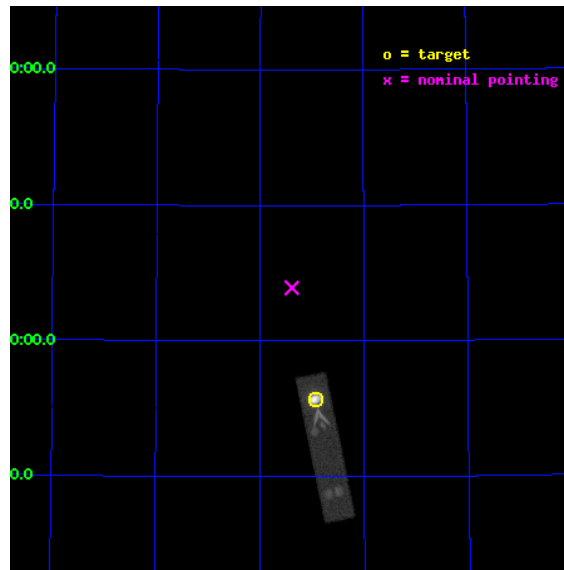 o = target
0:00.0
x = nominal pointing
0.0
0:00.0
0.0